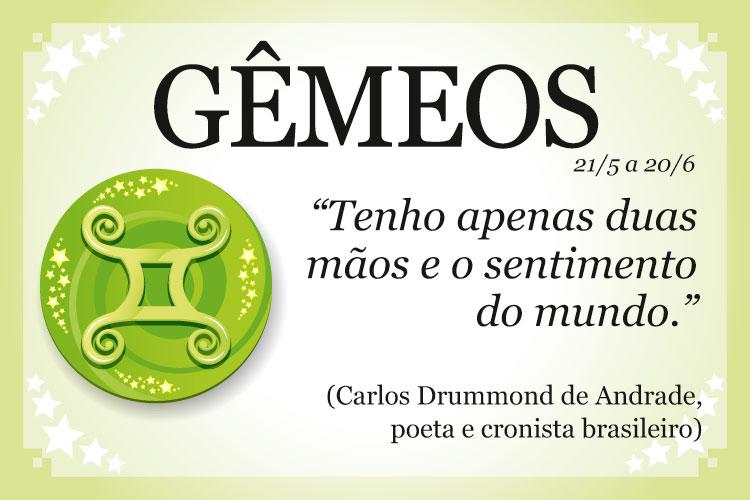 GÊMEOS
21/5 a 20/6
“Tenho apenas duas
mãos e o sentimento
do mundo.”
(Carlos Drummond de Andrade,
poeta e cronista brasileiro)